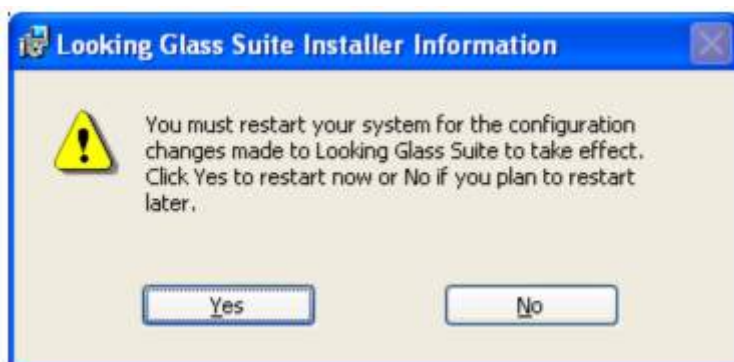 Looking Glass Suite Installer Information
You must restart your system for the configuration
changes made to Looking Glass Suite to take effect.
Click Yes to restart now or No if you plan to restart
later.
Yes
No